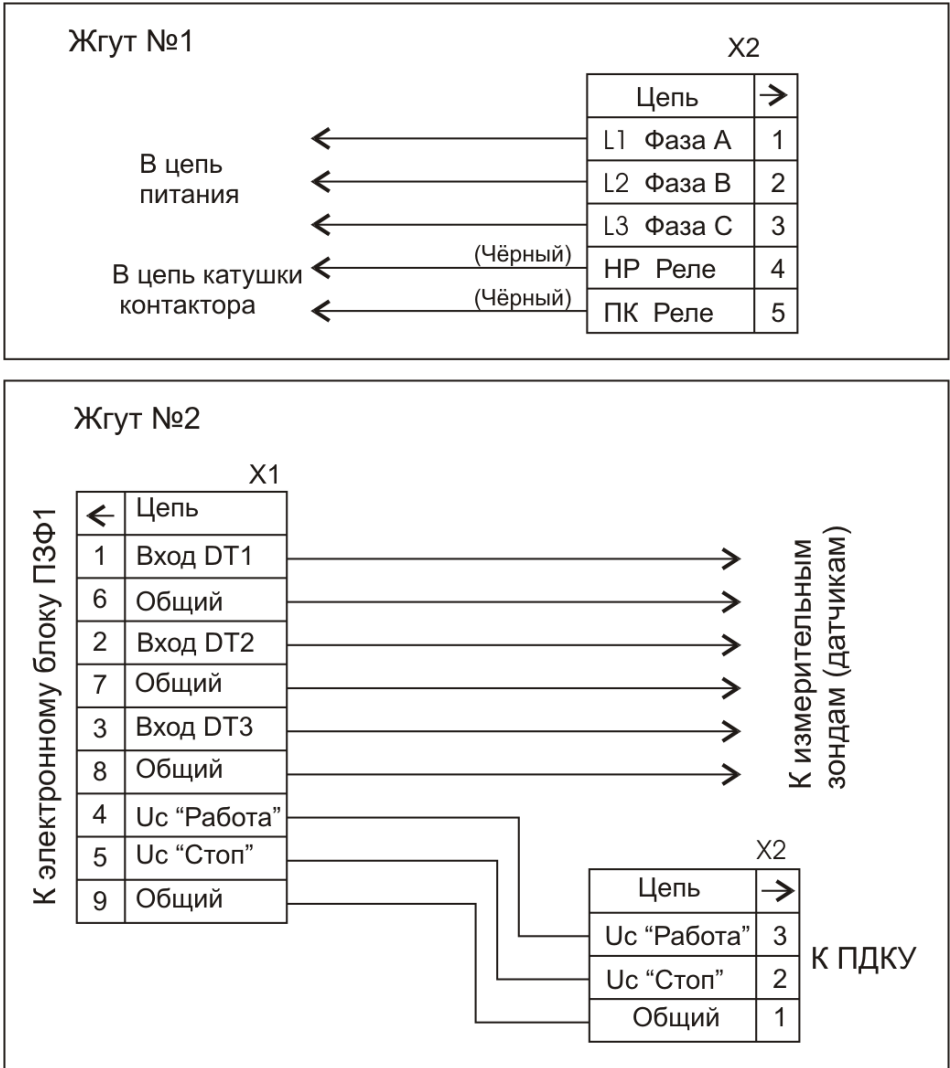 Жгут №1
X2
Цепь
L1 Фаза А 1
L2 Фаза В 2
L3 Фаза С 3
(Чёрный) НР Реле 4
(Чёрный) ПК Реле 5
В цепь
питания
В цепь катушки
контактора
Жгут №2
К электронному блоку ПЗФ1
X1
Цепь
1 Вход DT1
6 Общий
2 Вход DT2
7 Общий
3 Вход DT3
8 Общий
4 Uc “Работа”
5 Uc “Стоп”
9 Общий
К измерительным
зондам (датчикам)
X2
Цепь
Uc “Работа” 3
Uc “Стоп” 2
Общий 1
К ПДКУ